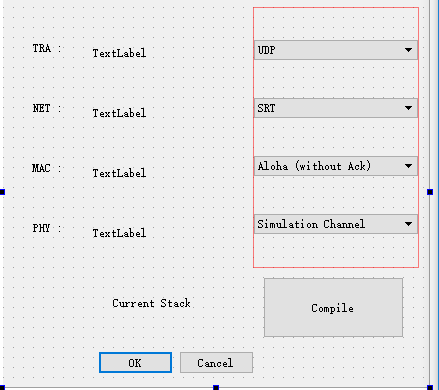 TRA : TextLabel UDP
NET : TextLabel SRT
MAC : TextLabel Aloha (without Ack)
PHY : TextLabel Simulation Channel
Current Stack Compile
OK Cancel